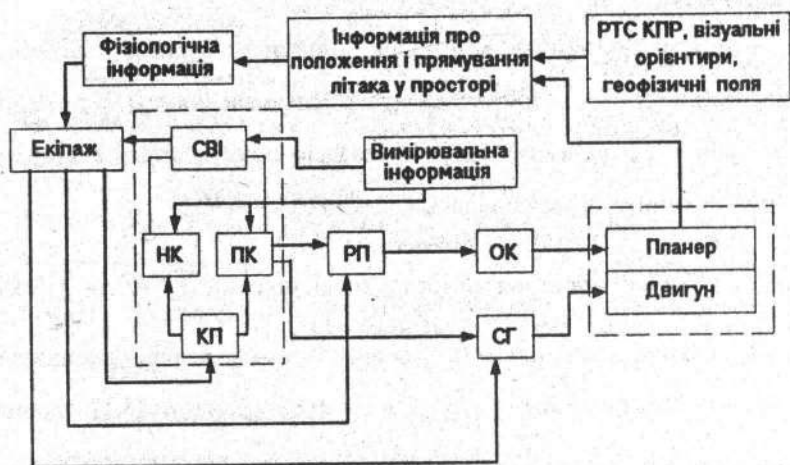 Фізіологічна
інформація
Інформація про
положення і прямування
літака у просторі
РТС КПР, візуальні
орієнтири,
геофізичні поля
Екіпаж
СВІ
Вимірювальна
інформація
НК
ПК
РП
ОК
Планер
Двигун
КП
СГ